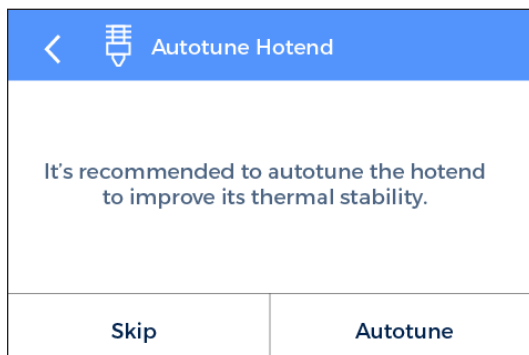 Autotune Hotend
It's recommended to autotune the hotend
to improve its thermal stability.
Skip
Autotune